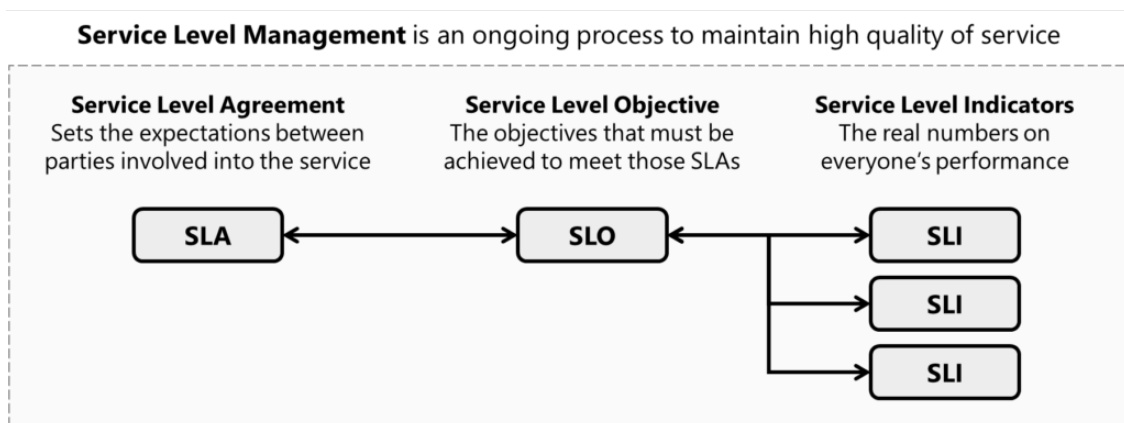 Service Level Management is an ongoing process to maintain high quality of service
Service Level Agreement
Sets the expectations between
parties involved into the service
Service Level Objective
The objectives that must be
achieved to meet those SLAs
Service Level Indicators
The real numbers on
everyone's performance
SLA
SLO
SLI
SLI
SLI